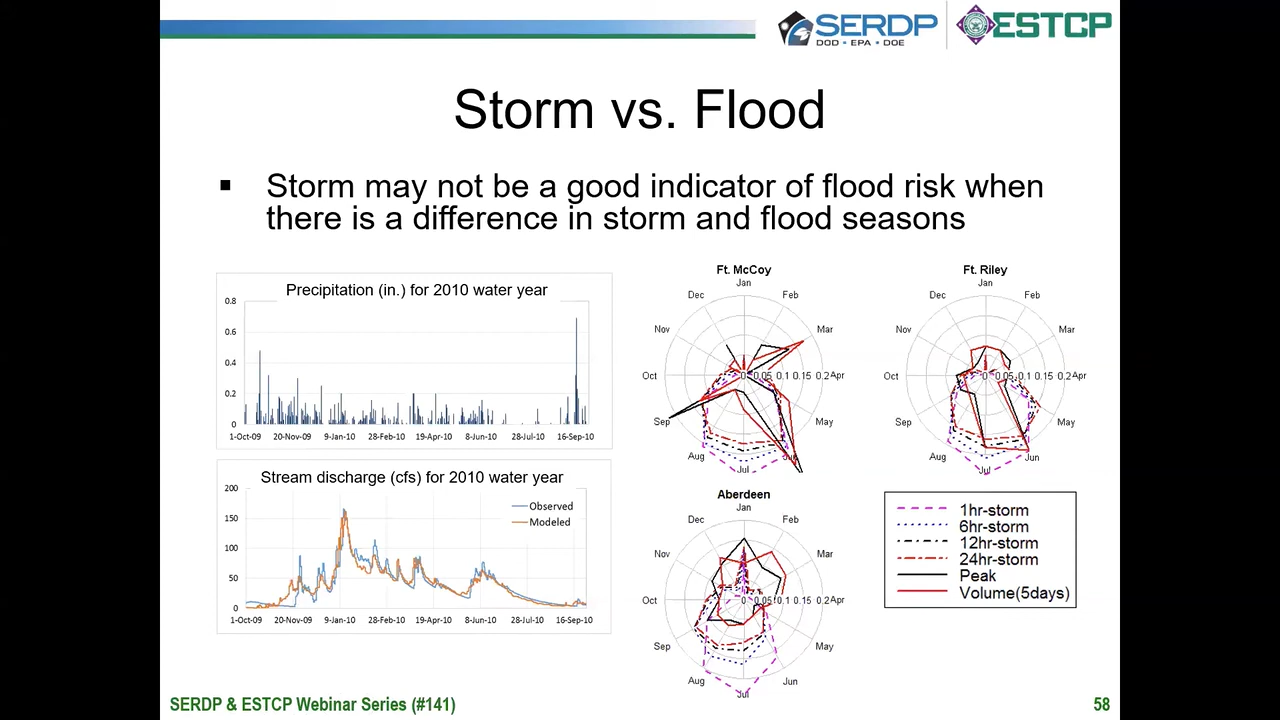 SERDP
DOD • EPA • DOE
ESTCP
Storm vs. Flood
▪ Storm may not be a good indicator of flood risk when
there is a difference in storm and flood seasons
Precipitation (in.) for 2010 water year
0.8
0.6
0.4
0.2
0
1-Oct-09 20-Nov-09 9-Jan-10 28-Feb-10 19-Apr-10 8-Jun-10 28-Jul-10 16-Sep-10
Stream discharge (cfs) for 2010 water year
200
150
100
50
0
Observed
Modeled
1-Oct-09 20-Nov-09 9-Jan-10 28-Feb-10 19-Apr-10 8-Jun-10 28-Jul-10 16-Sep-10
Ft. McCoy
Jan
Dec Feb
Nov Mar
Oct 0 0.05 0.1 0.15 0.2 Apr
Sep May
Aug Jun
Jul
Ft. Riley
Jan
Dec Feb
Nov Mar
Oct 0 0.05 0.1 0.15 0.2 Apr
Sep May
Aug Jun
Jul
Aberdeen
Jan
Dec Feb
Nov Mar
Oct 0 0.05 0.1 0.15 0.2 Apr
Sep May
Aug Jun
Jul
1hr-storm
6hr-storm
12hr-storm
24hr-storm
Peak
Volume(5days)
SERDP & ESTCP Webinar Series (#141)
58